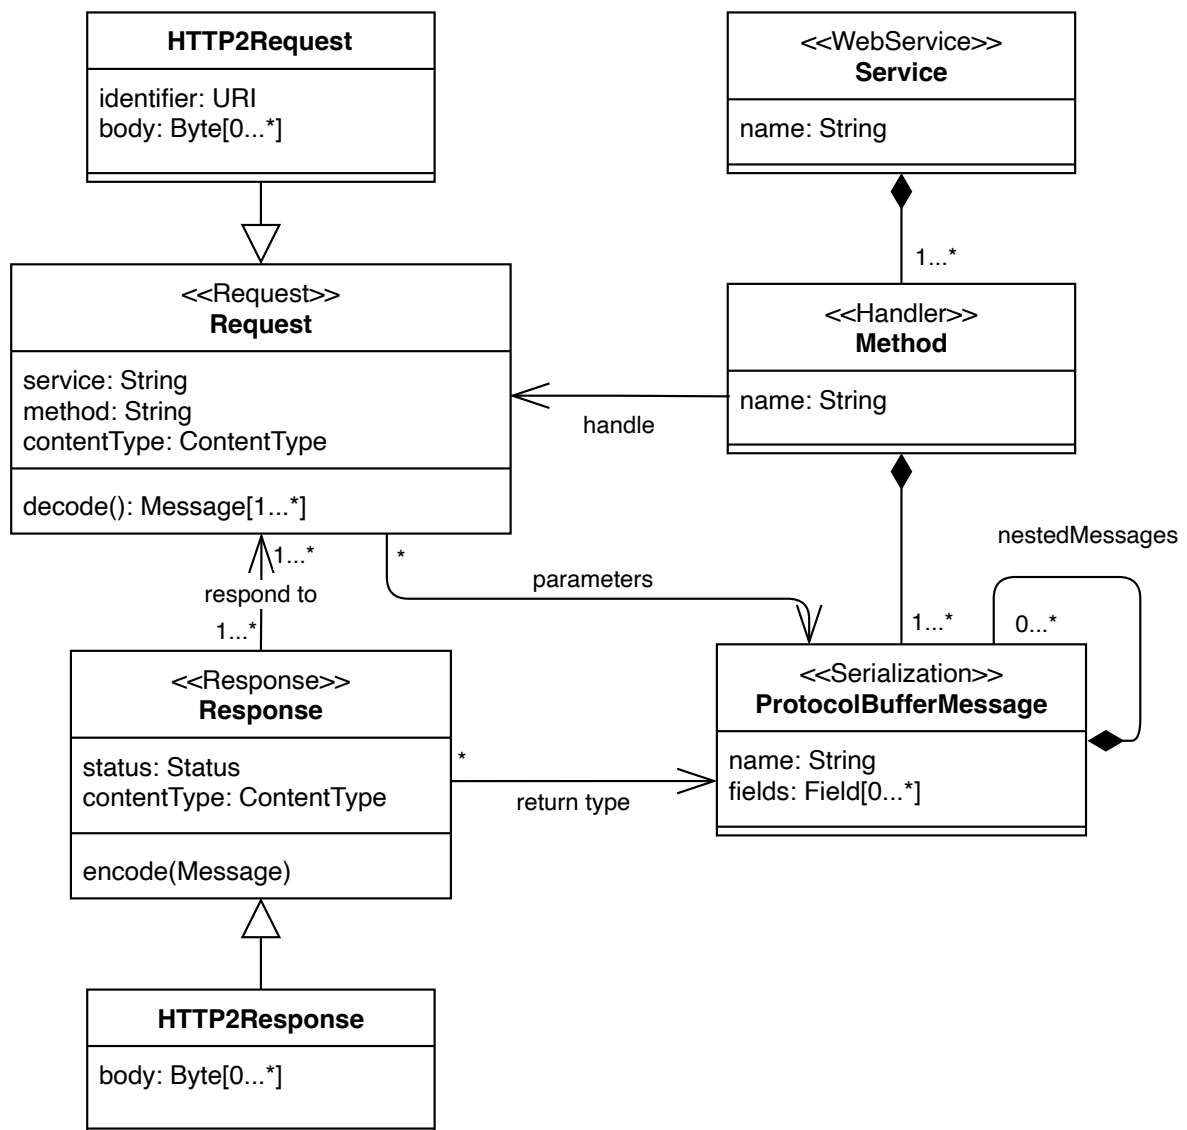 HTTP2Request
identifier: URI
body: Byte[0...*]
<<WebService>>
Service
name: String
1...*
<<Request>>
Request
service: String
method: String
contentType: ContentType
decode(): Message[1...*]
handle
<<Handler>>
Method
name: String
1...*
respond to
1...*
*
parameters
nestedMessages
1...*
0...*
<<Response>>
Response
status: Status
contentType: ContentType
encode(Message)
*
return type
<<Serialization>>
ProtocolBufferMessage
name: String
fields: Field[0...*]
HTTP2Response
body: Byte[0...*]